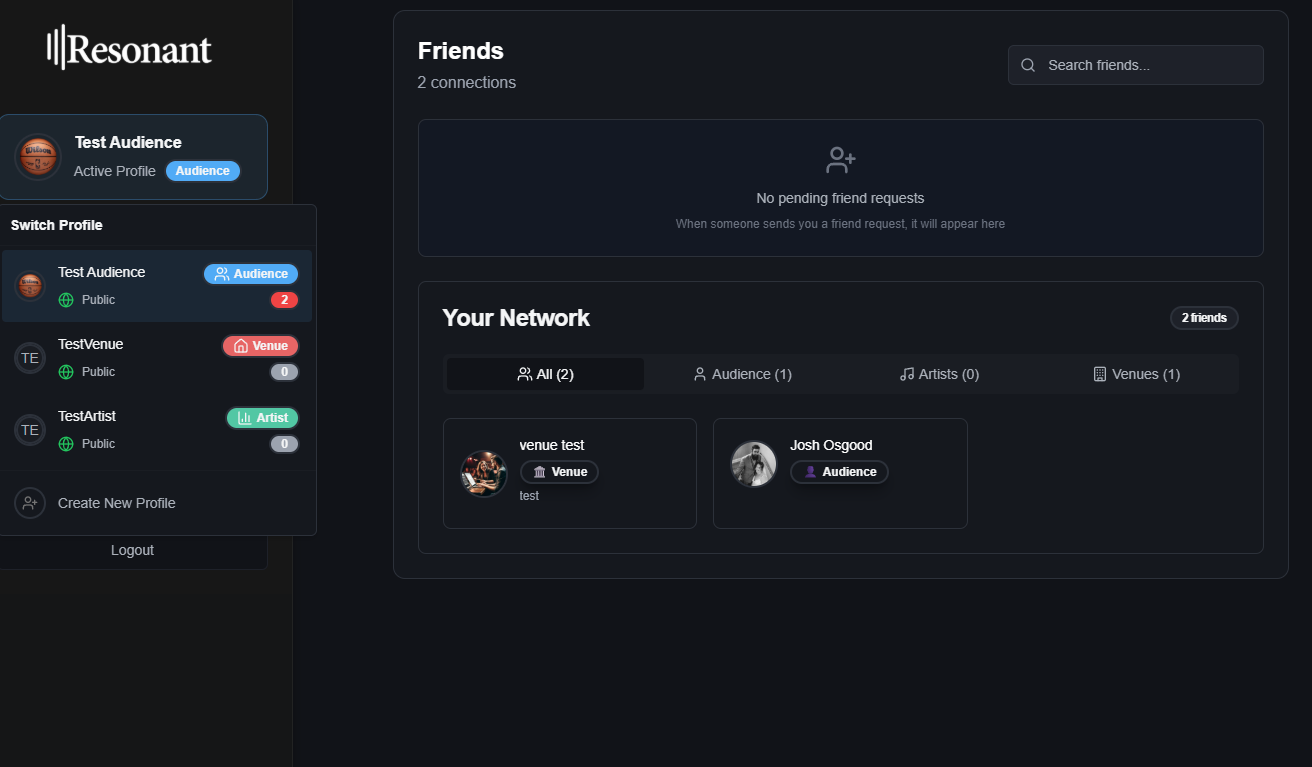 Resonant
Test Audience
Active Profile Audience
Switch Profile
Test Audience Audience
Public 2
TestVenue Venue
TE
Public 0
TestArtist Artist
TE
Public 0
Create New Profile
Logout
Friends
2 connections
Search friends...
No pending friend requests
When someone sends you a friend request, it will appear here
Your Network
2 friends
All (2) Audience (1) Artists (0) Venues (1)
venue test
Venue
test
Josh Osgood
Audience